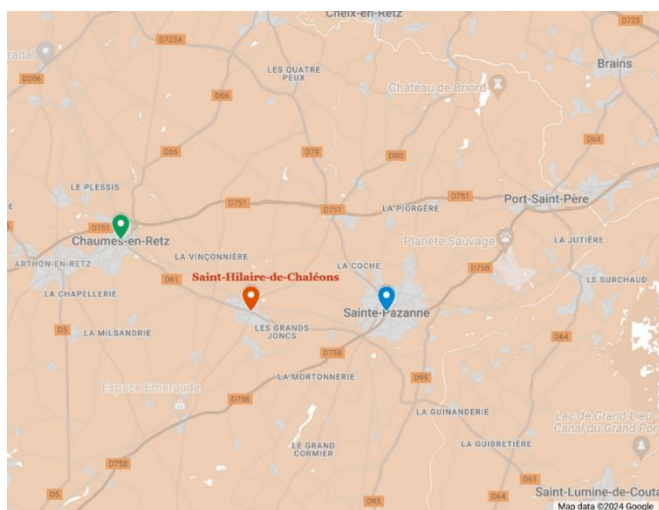 Cheix-en-Retz
D723
D723A
radal
LES QUATRE
PEUX
Brains
D206
Château de Briord
D66
D64
D66
D79
D80
LE PLESSIS
D751
D751
D751
LA PIORGÈRE
Port-Saint-Père
D751
Chaumes-en-Retz
Planète Sauvage
LA JUTIÈRE
ARTHON-EN-RETZ
LA VINÇONNIÈRE
LA COCHE
D758
D61
Saint-Hilaire-de-Chaléons
LE SURCHAUD
LA CHAPELLERIE
Sainte-Pazanne
D5
LA MILSANDRIE
LES GRANDS
JONCS
D64
D758
LA MORTONNERIE
D95
Espace Emeraude
D758
LA GUINANDERIE
Lac de Grand-Lieu -
Canal du Grand Por
LE GRAND
CORMIER
LA GUIBRETIÈRE
D758
D61
D5
D95
D64
Saint-Lumine-de-Couta
Map data ©2024 Google